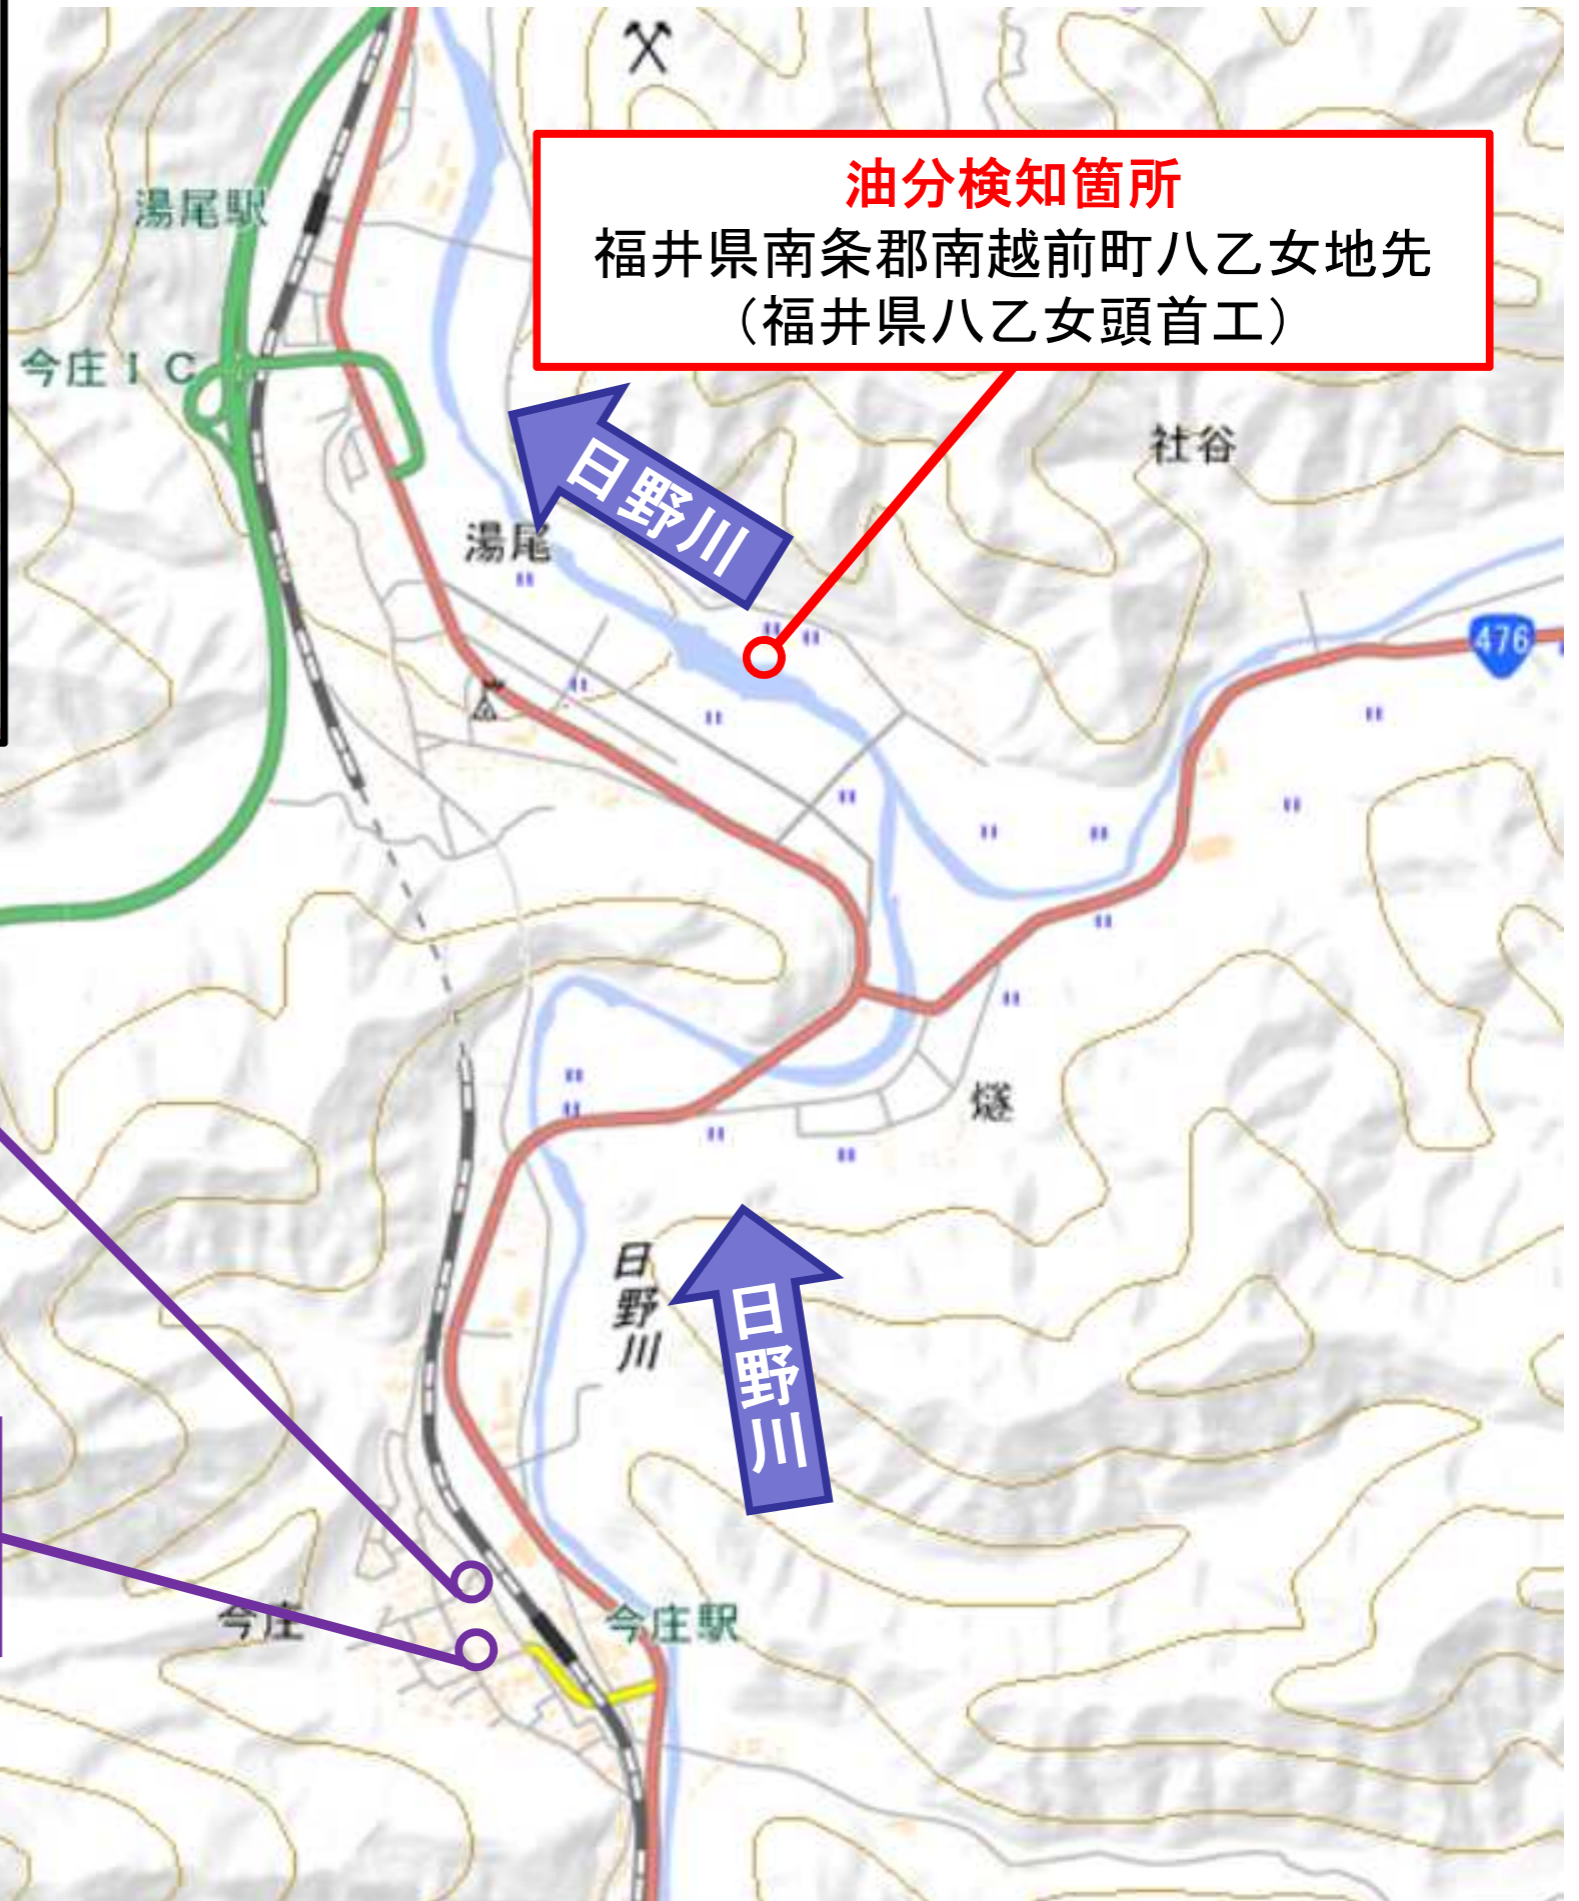 油分検知箇所
福井県南条郡南越前町八乙女地先
（福井県八乙女頭首工）
湯尾駅
今庄ＩＣ
社谷
日野川
湯尾
476
燧
日野川
日野川
今庄
今庄駅